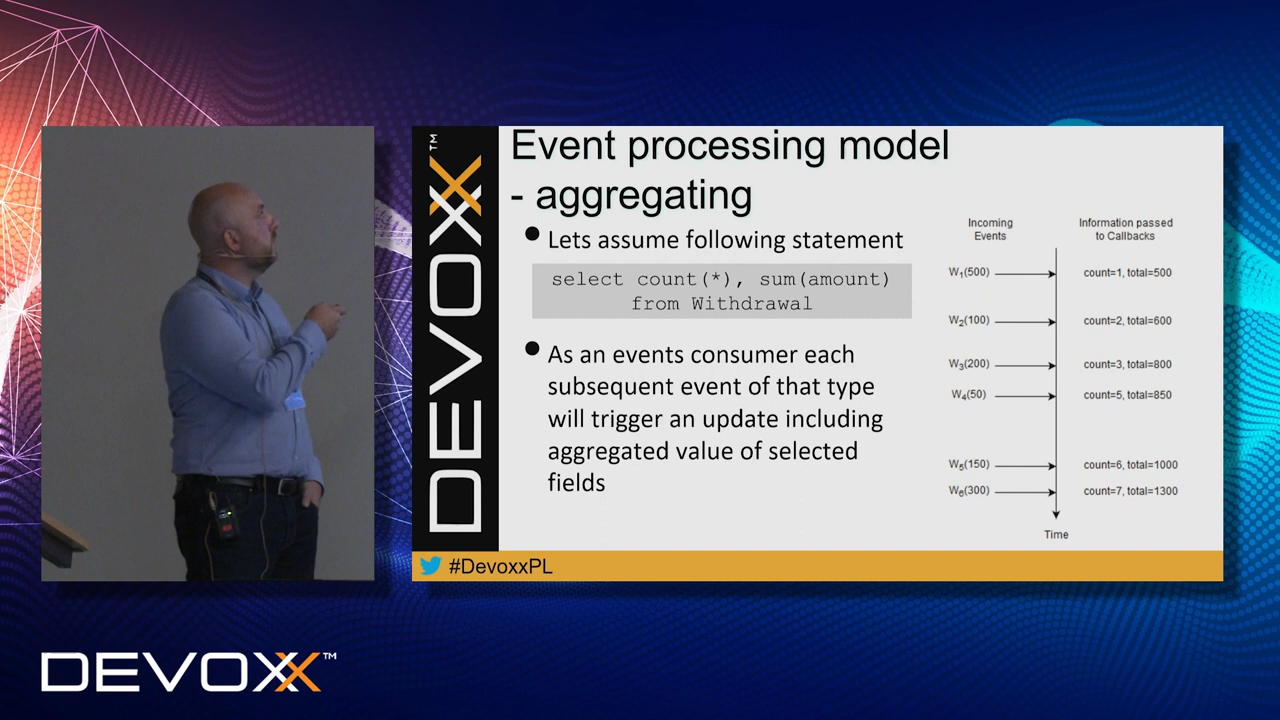 DEVOXX™
Event processing model
- aggregating
● Lets assume following statement
select count(*), sum(amount)
from Withdrawal
● As an events consumer each
subsequent event of that type
will trigger an update including
aggregated value of selected
fields
Incoming
Events
Information passed
to Callbacks
W1(500)
count=1, total=500
W2(100)
count=2, total=600
W3(200)
count=3, total=800
W4(50)
count=5, total=850
W5(150)
count=6, total=1000
W6(300)
count=7, total=1300
Time
#DevoxxPL
DEVOXX™